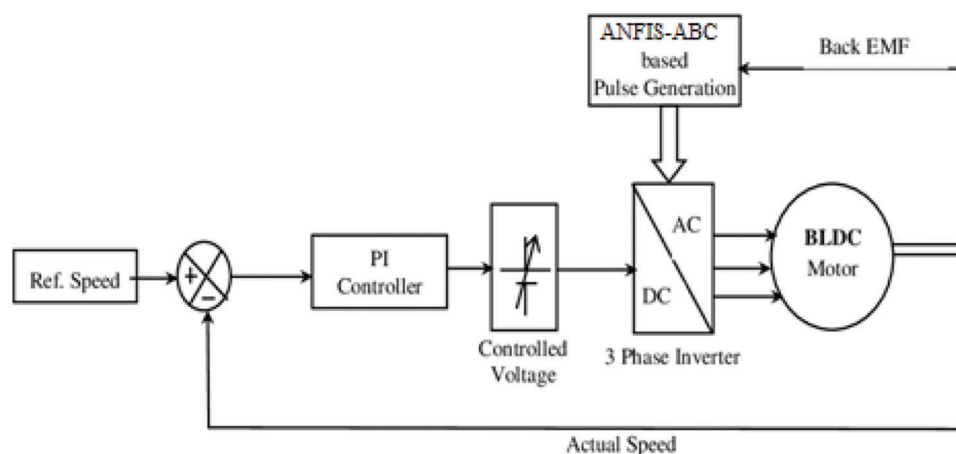 ANFIS-ABC
based
Pulse Generation
Back EMF
Ref. Speed
+
−
PI
Controller
Controlled
Voltage
AC
DC
3 Phase Inverter
BLDC
Motor
Actual Speed